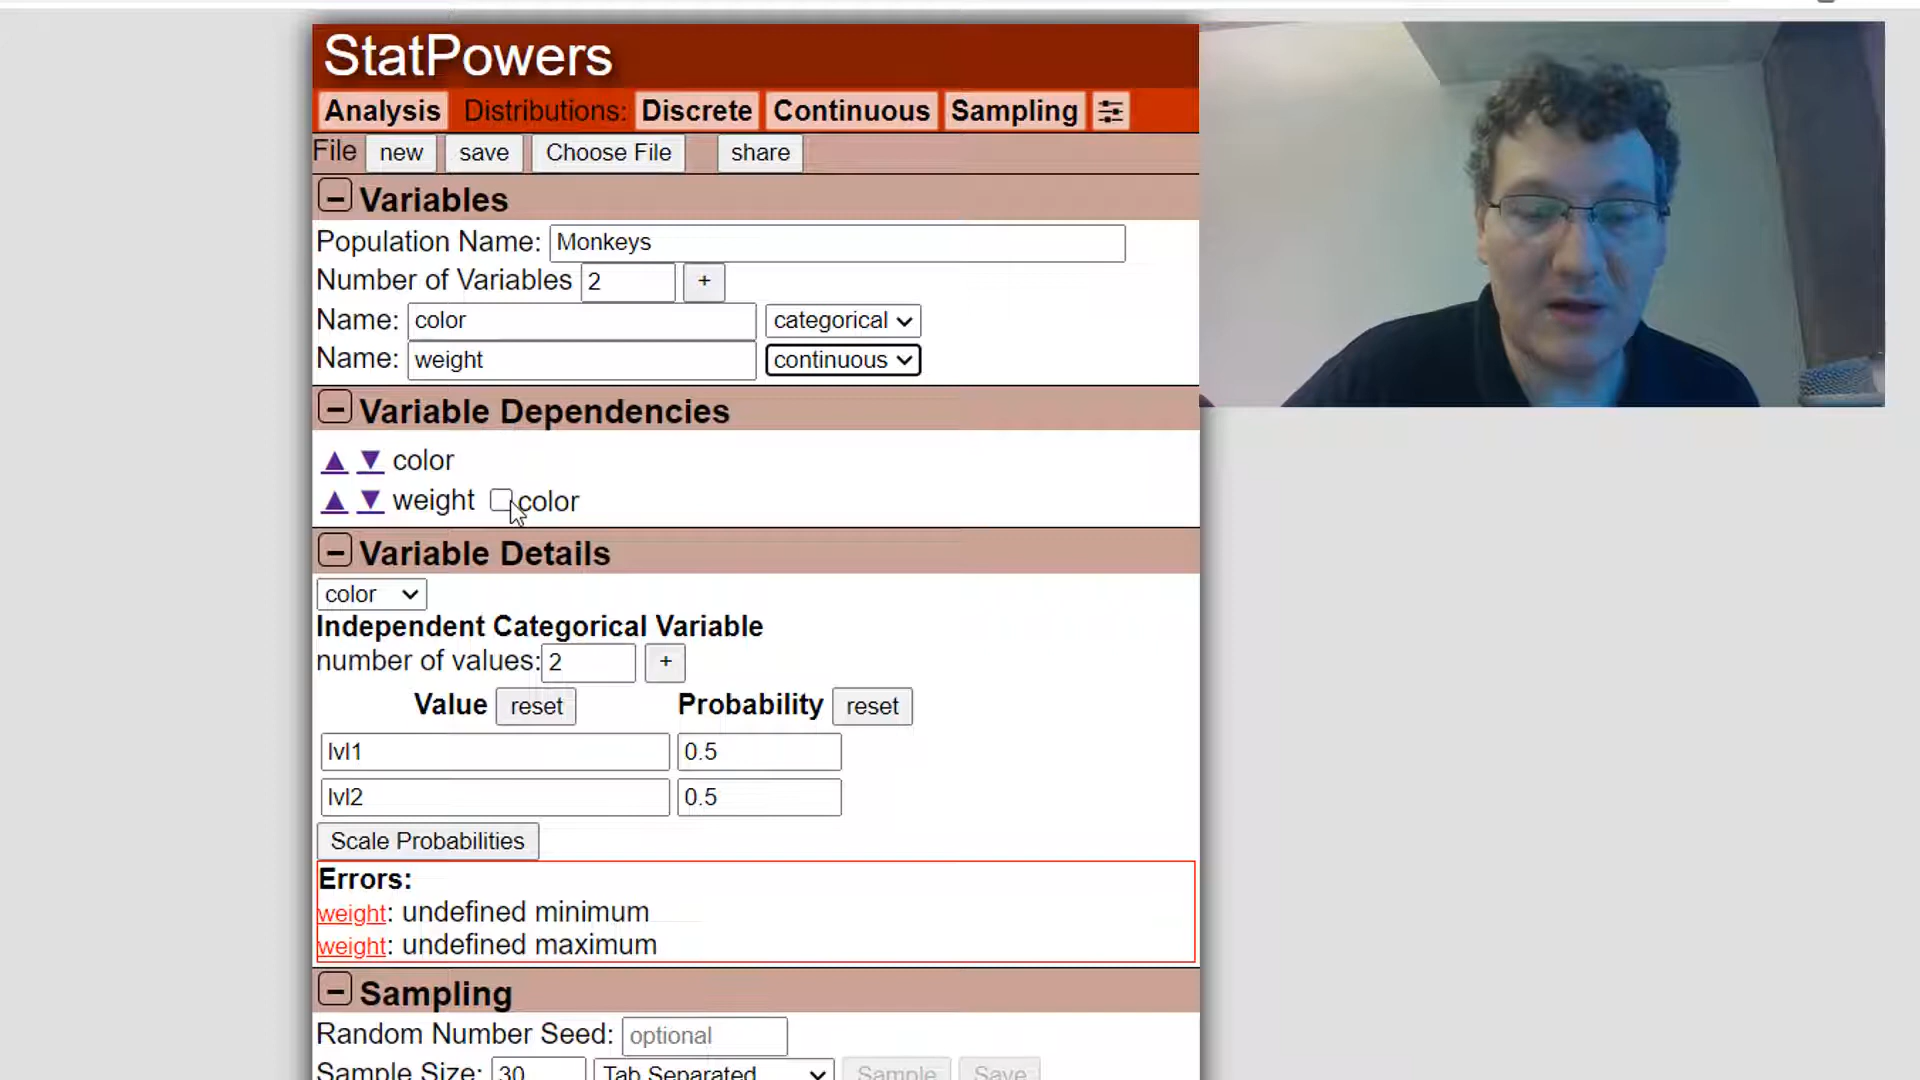 StatPowers
Analysis Distributions: Discrete Continuous Sampling
File new save Choose File share
− Variables
Population Name: Monkeys
Number of Variables 2 +
Name: color categorical
Name: weight continuous
− Variable Dependencies
▲ ▼ color
▲ ▼ weight color
− Variable Details
color
Independent Categorical Variable
number of values: 2 +
Value reset Probability reset
lvl1 0.5
lvl2 0.5
Scale Probabilities
Errors:
weight: undefined minimum
weight: undefined maximum
− Sampling
Random Number Seed: optional
Sample Size: 30 Tab Separated Sample Save